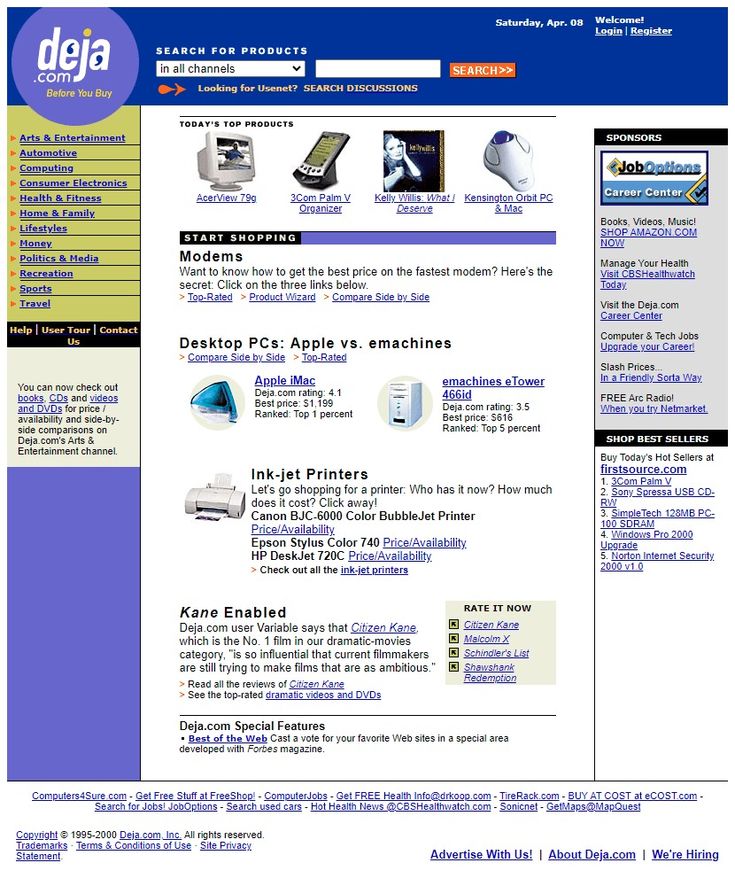 deja
.com
Before You Buy
Saturday, Apr. 08
Welcome!
Login | Register
SEARCH FOR PRODUCTS
in all channels
SEARCH>>
Looking for Usenet? SEARCH DISCUSSIONS
Arts & Entertainment
Automotive
Computing
Consumer Electronics
Health & Fitness
Home & Family
Lifestyles
Money
Politics & Media
Recreation
Sports
Travel
Help | User Tour | Contact
Us
You can now check out
books, CDs and videos
and DVDs for price /
availability and side-by-
side comparisons on
Deja.com's Arts &
Entertainment channel.
TODAY'S TOP PRODUCTS
AcerView 79g
3Com Palm V
Organizer
kellywillis
Kelly Willis: What I
Deserve
Kensington Orbit PC
& Mac
START SHOPPING
Modems
Want to know how to get the best price on the fastest modem? Here's the
secret: Click on the three links below.
> Top-Rated > Product Wizard > Compare Side by Side
Desktop PCs: Apple vs. emachines
> Compare Side by Side > Top-Rated
Apple iMac
Deja.com rating: 4.1
Best price: $1,199
Ranked: Top 1 percent
emachines eTower
466id
Deja.com rating: 3.5
Best price: $616
Ranked: Top 5 percent
Ink-jet Printers
Let's go shopping for a printer: Who has it now? How much
does it cost? Click away!
Canon BJC-6000 Color BubbleJet Printer
Price/Availability
Epson Stylus Color 740 Price/Availability
HP DeskJet 720C Price/Availability
> Check out all the ink-jet printers
Kane Enabled
Deja.com user Variable says that Citizen Kane,
which is the No. 1 film in our dramatic-movies
category, "is so influential that current filmmakers
are still trying to make films that are as ambitious."
> Read all the reviews of Citizen Kane
> See the top-rated dramatic videos and DVDs
RATE IT NOW
Citizen Kane
Malcolm X
Schindler's List
Shawshank
Redemption
Deja.com Special Features
▪ Best of the Web Cast a vote for your favorite Web sites in a special area
developed with Forbes magazine.
SPONSORS
JobOptions
Career Center
Books, Videos, Music!
SHOP AMAZON.COM
NOW
Manage Your Health
Visit CBSHealthwatch
Today
Visit the Deja.com
Career Center
Computer & Tech Jobs
Upgrade your Career!
Slash Prices...
In a Friendly Sorta Way
FREE Arc Radio!
When you try Netmarket.
SHOP BEST SELLERS
Buy Today's Hot Sellers at
firstsource.com
1. 3Com Palm V
2. Sony Spressa USB CD-
RW
3. SimpleTech 128MB PC-
100 SDRAM
4. Windows Pro 2000
Upgrade
5. Norton Internet Security
2000 v1.0
Computers4Sure.com - Get Free Stuff at FreeShop! - ComputerJobs - Get FREE Health Info@drkoop.com - TireRack.com - BUY AT COST at eCOST.com -
Search for Jobs! JobOptions - Search used cars - Hot Health News @CBSHealthwatch.com - Sonicnet - GetMaps@MapQuest
Copyright © 1995-2000 Deja.com, Inc. All rights reserved.
Trademarks · Terms & Conditions of Use · Site Privacy
Statement.
Advertise With Us! | About Deja.com | We're Hiring